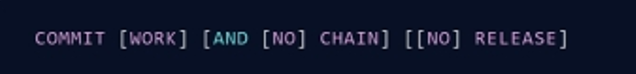 COMMIT [WORK] [AND [NO] CHAIN] [[NO] RELEASE]